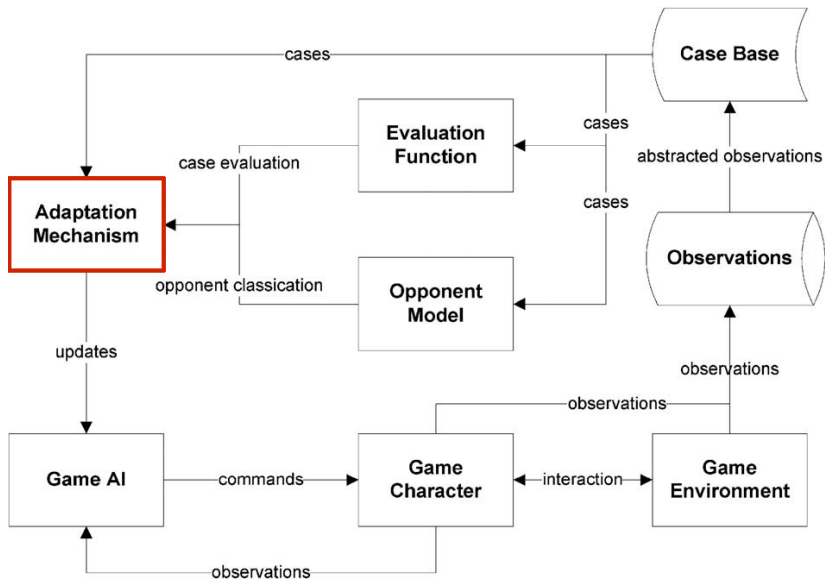 cases
Case Base
Evaluation
Function
cases
case evaluation
abstracted observations
Adaptation
Mechanism
cases
Observations
opponent classication
Opponent
Model
updates
observations
observations
Game AI
commands
Game
Character
interaction
Game
Environment
observations